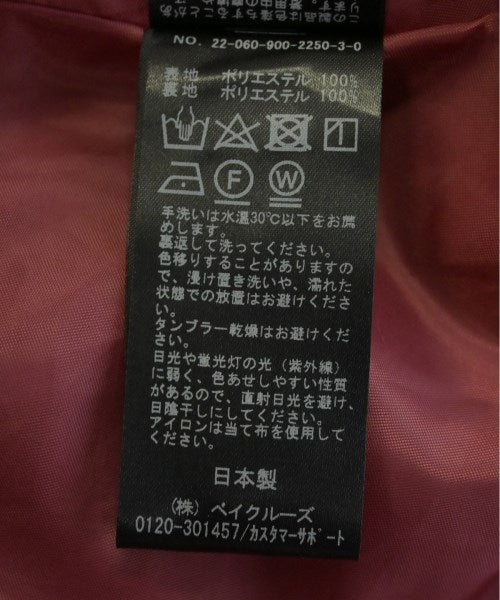 NO. 22-060-900-2250-3-0
表地 ポリエステル 100%
裏地 ポリエステル 100%
F W
手洗いは水温30℃以下をお薦
めします。
裏返して洗ってください。
色移りすることがありますの
で、浸け置き洗いや、濡れた
状態での放置はお避けくださ
い。
タンブラー乾燥はお避けくだ
さい。
日光や蛍光灯の光（紫外線）
に弱く、色あせしやすい性質
があるので、直射日光を避け、
日陰干しにしてください。
アイロンは当て布を使用して
ください。
日本製
（株）ベイクルーズ
0120-301457/カスタマーサポート